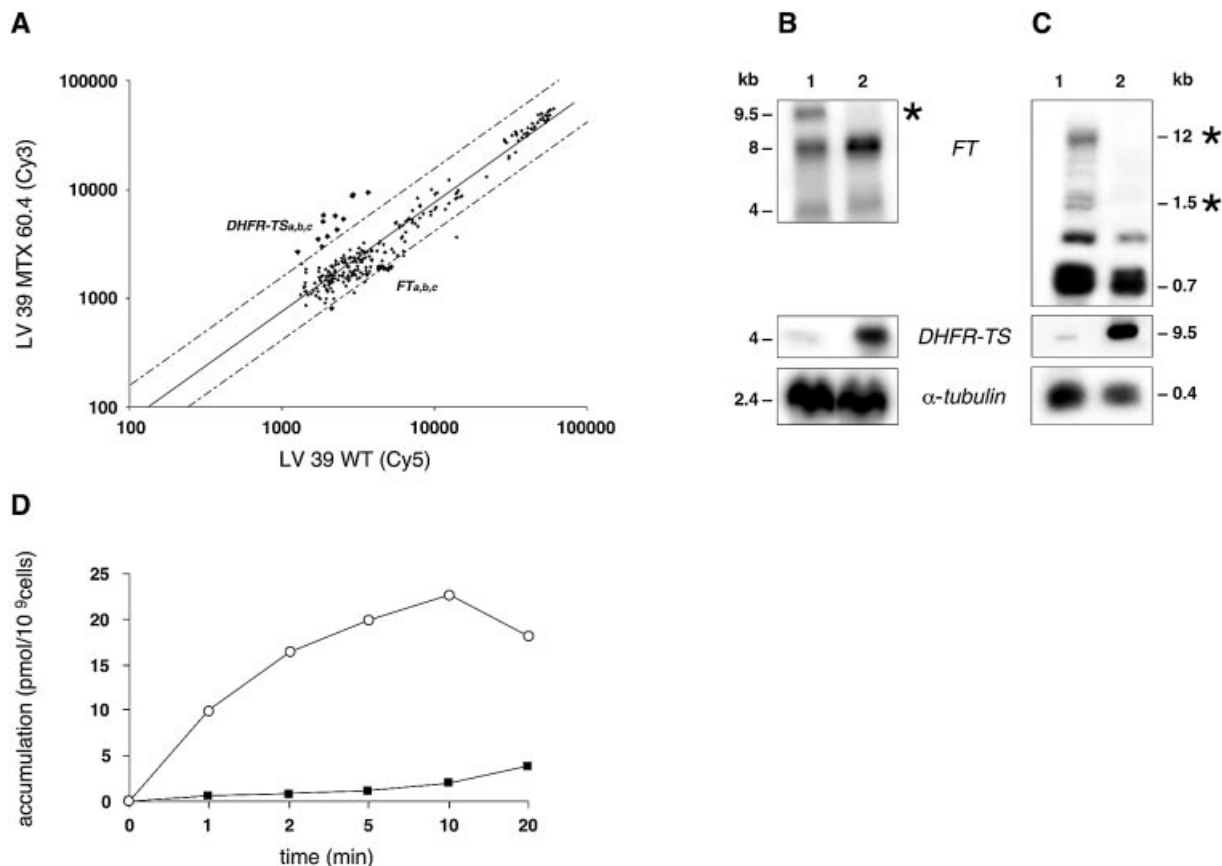 A
100000
10000
1000
100
100
1000
10000
100000
LV 39 MTX 60.4 (Cy3)
LV 39 WT (Cy5)
DHFR-TSa,b,c
FTa,b,c
B
kb
1
2
9.5
8
4
*
FT
4
DHFR-TS
2.4
α-tubulin
C
1
2
kb
12 *
1.5 *
0.7
9.5
0.4
D
accumulation (pmol/10 9cells)
25
20
15
10
5
0
0
1
2
5
10
20
time (min)